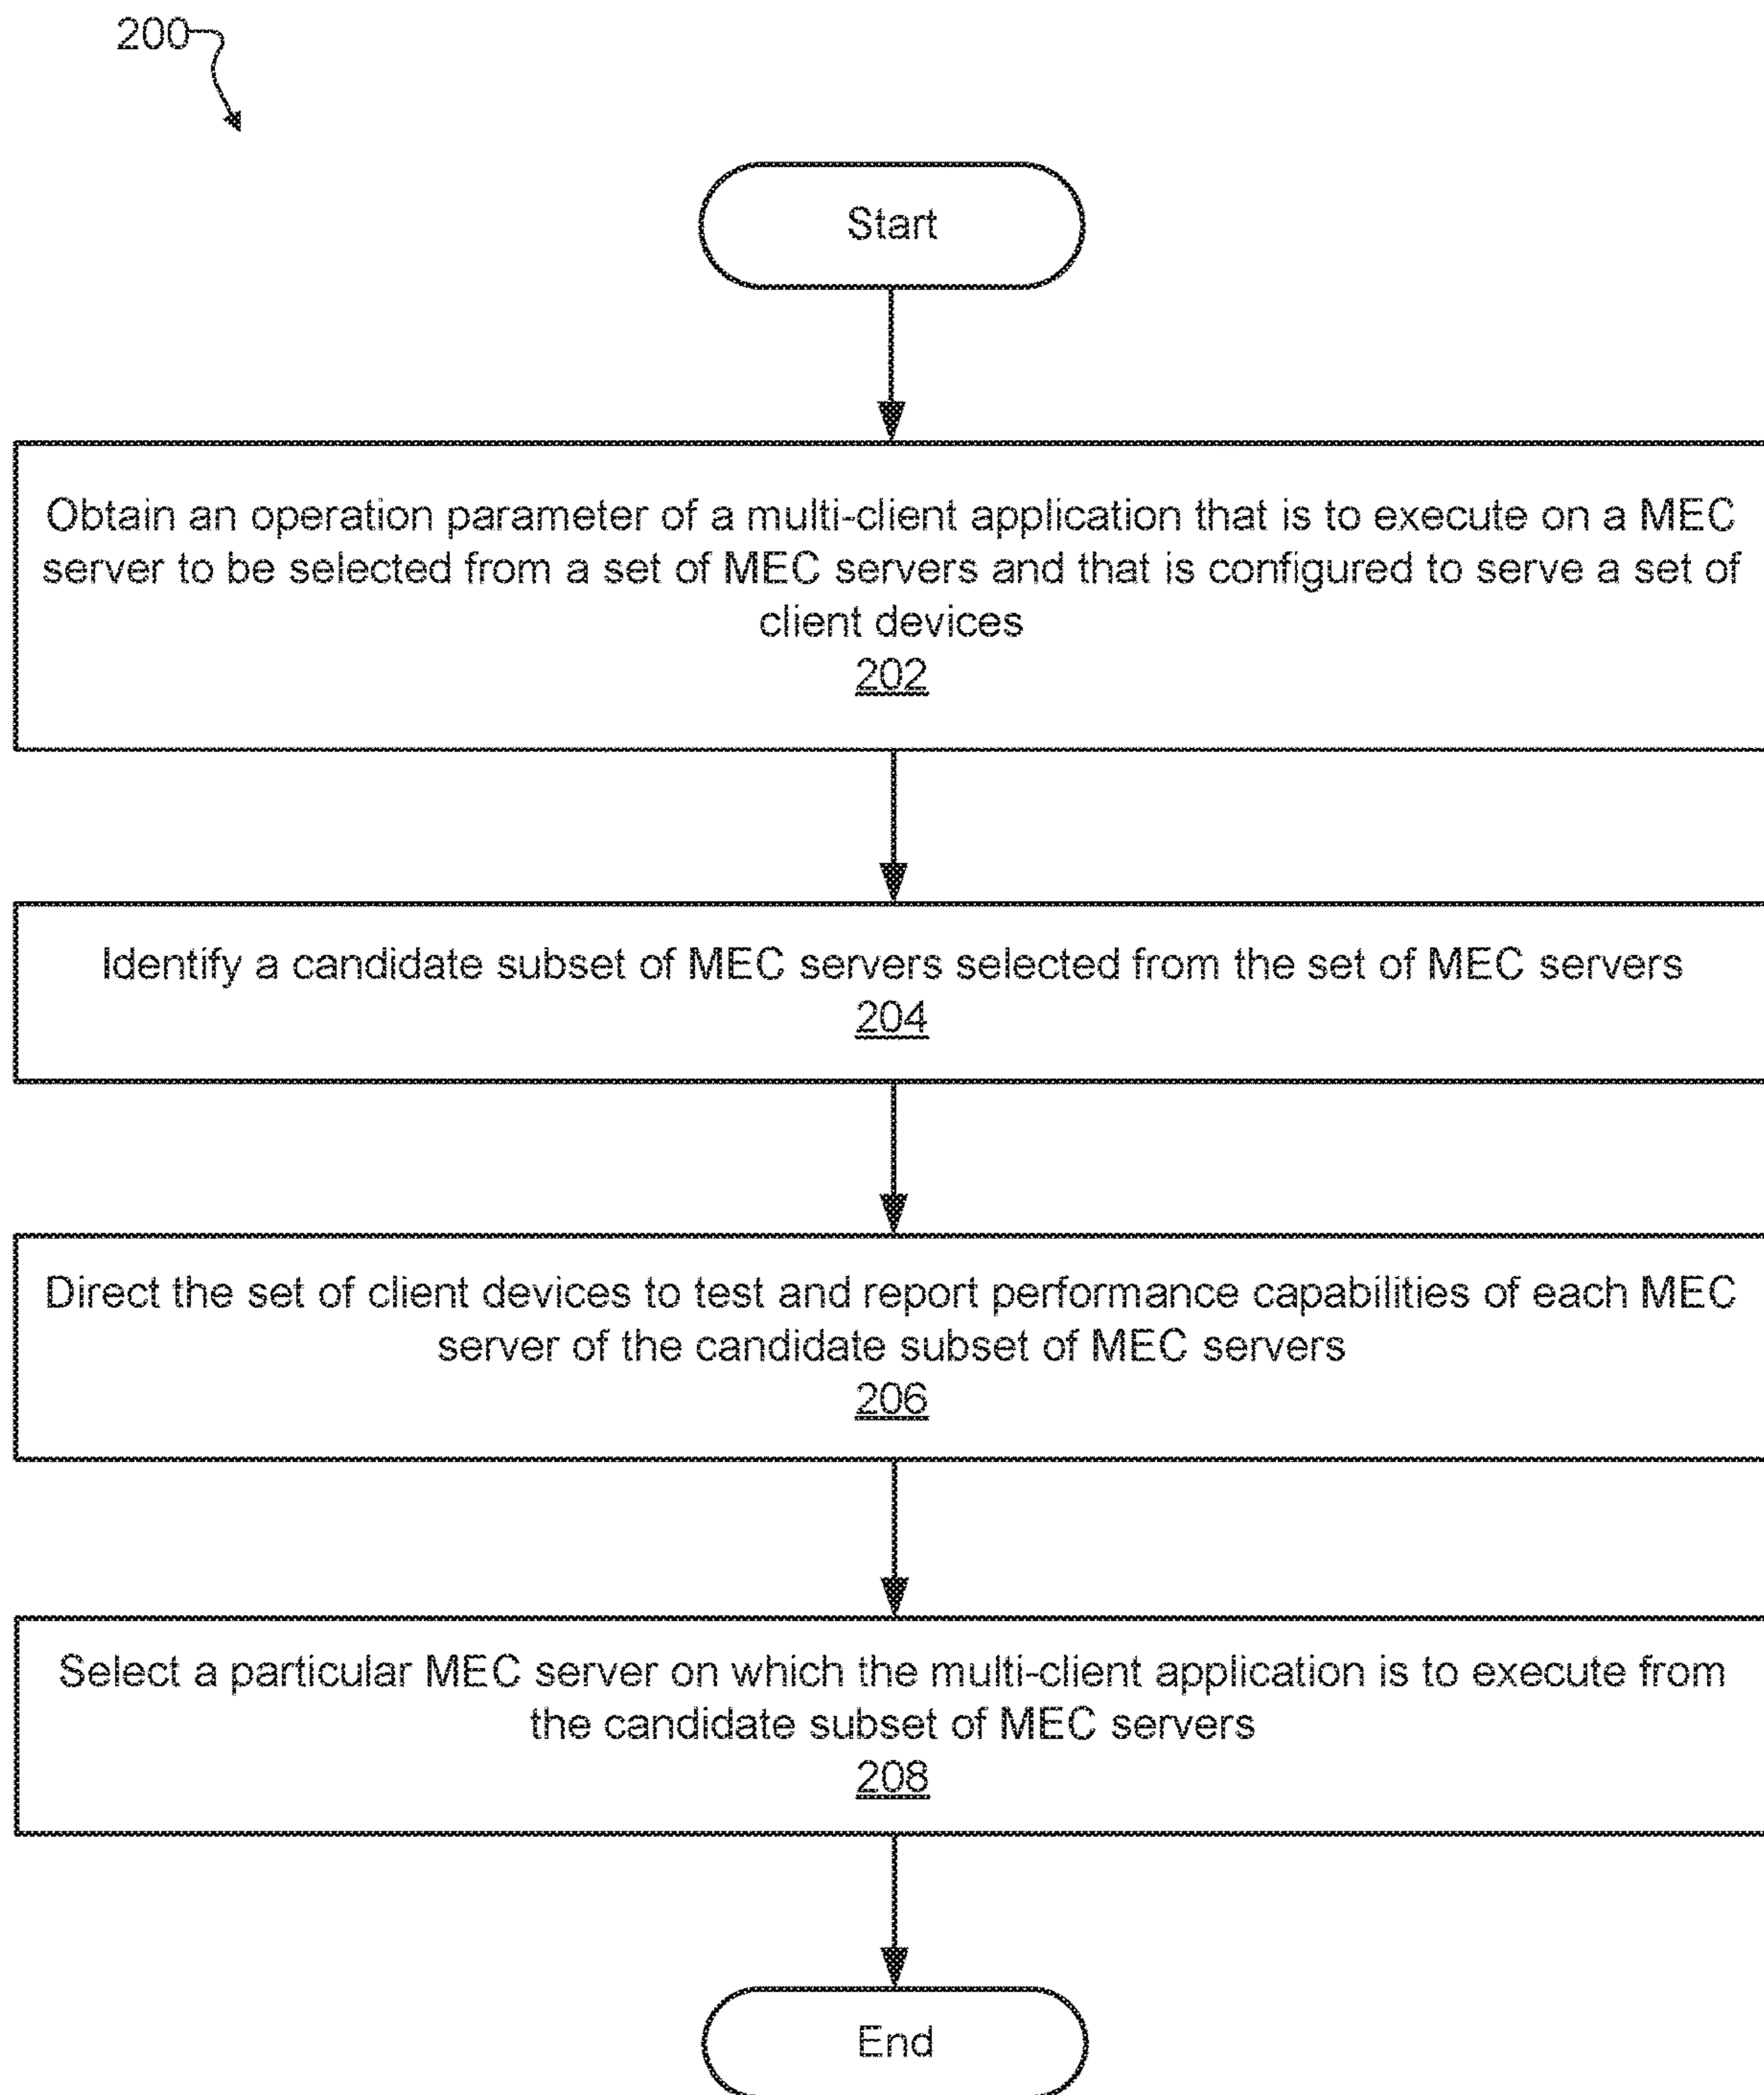 200
Start
Obtain an operation parameter of a multi-client application that is to execute on a MEC
server to be selected from a set of MEC servers and that is configured to serve a set of
client devices
202
Identify a candidate subset of MEC servers selected from the set of MEC servers
204
Direct the set of client devices to test and report performance capabilities of each MEC
server of the candidate subset of MEC servers
206
Select a particular MEC server on which the multi-client application is to execute from
the candidate subset of MEC servers
208
End